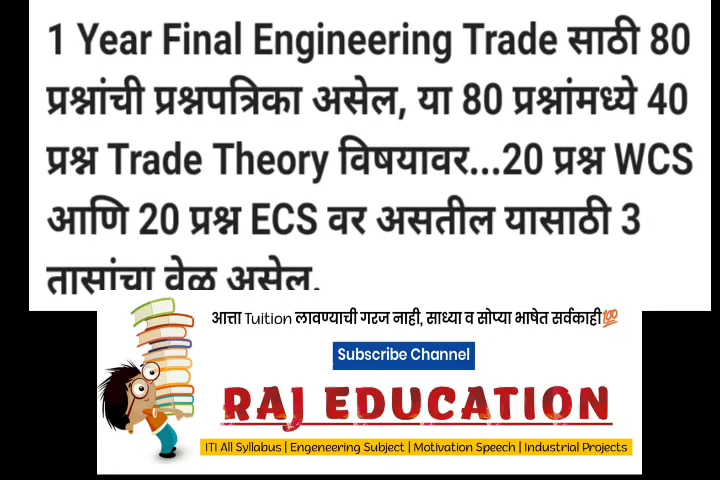 1 Year Final Engineering Trade साठी 80
प्रश्नांची प्रश्नपत्रिका असेल, या 80 प्रश्नांमध्ये 40
प्रश्न Trade Theory विषयावर...20 प्रश्न WCS
आणि 20 प्रश्न ECS वर असतील यासाठी 3
तासांचा वेळ असेल.
आत्ता Tuition लावण्याची गरज नाही, साध्या व सोप्या भाषेत सर्वकाही💯
Subscribe Channel
RAJ EDUCATION
ITI All Syllabus | Engeneering Subject | Motivation Speech | Industrial Projects